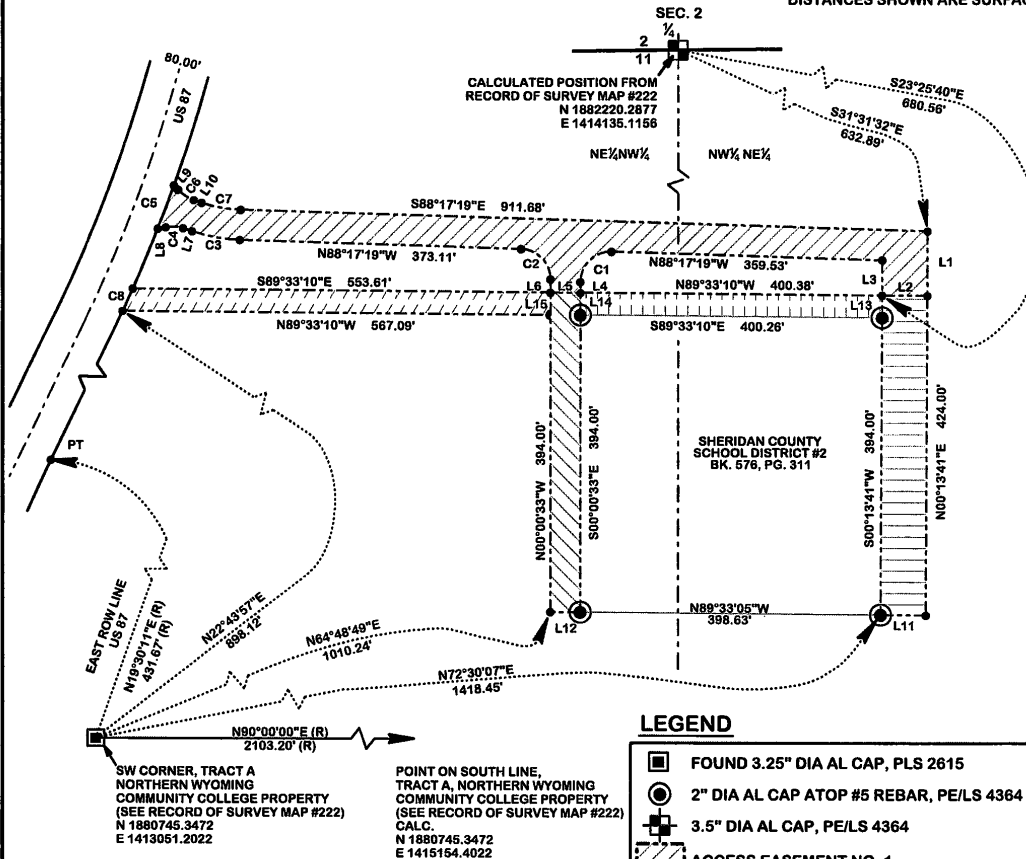 DISTANCES SHOWN ARE SURFAC
SEC. 2
1/4
2
11
80.00'
US 87
CALCULATED POSITION FROM
RECORD OF SURVEY MAP #222
N 1882220.2877
E 1414135.1156
S23°25'40"E
680.56'
S31°31'32"E
632.89'
NE¼NW¼
NW¼ NE¼
L9
C6
L10
C7
C5
S88°17'19"E 911.68'
L8
C4
L7
C3
N88°17'19"W 373.11'
C2
C1
N88°17'19"W 359.53'
L3
L1
C8
S89°33'10"E 553.61'
L6
L5
L4
N89°33'10"W 400.38'
L2
L15
L14
L13
N89°33'10"W 567.09'
S89°33'10"E 400.26'
PT
N00°00'33"W 394.00'
S00°00'33"E 394.00'
SHERIDAN COUNTY
SCHOOL DISTRICT #2
BK. 576, PG. 311
S00°13'41"W 394.00'
N00°13'41"E 424.00'
EAST ROW LINE
US 87
N19°30'11"E (R)
431.67' (R)
N22°43'57"E
898.12'
N64°48'49"E
1010.24'
L12
N89°33'05"W
398.63'
L11
N72°30'07"E
1418.45'
N90°00'00"E (R)
2103.20' (R)
SW CORNER, TRACT A
NORTHERN WYOMING
COMMUNITY COLLEGE PROPERTY
(SEE RECORD OF SURVEY MAP #222)
N 1880745.3472
E 1413051.2022
POINT ON SOUTH LINE,
TRACT A, NORTHERN WYOMING
COMMUNITY COLLEGE PROPERTY
(SEE RECORD OF SURVEY MAP #222)
CALC.
N 1880745.3472
E 1415154.4022
LEGEND
FOUND 3.25" DIA AL CAP, PLS 2615
2" DIA AL CAP ATOP #5 REBAR, PE/LS 4364
3.5" DIA AL CAP, PE/LS 4364
ACCESS EASEMENT NO. 1